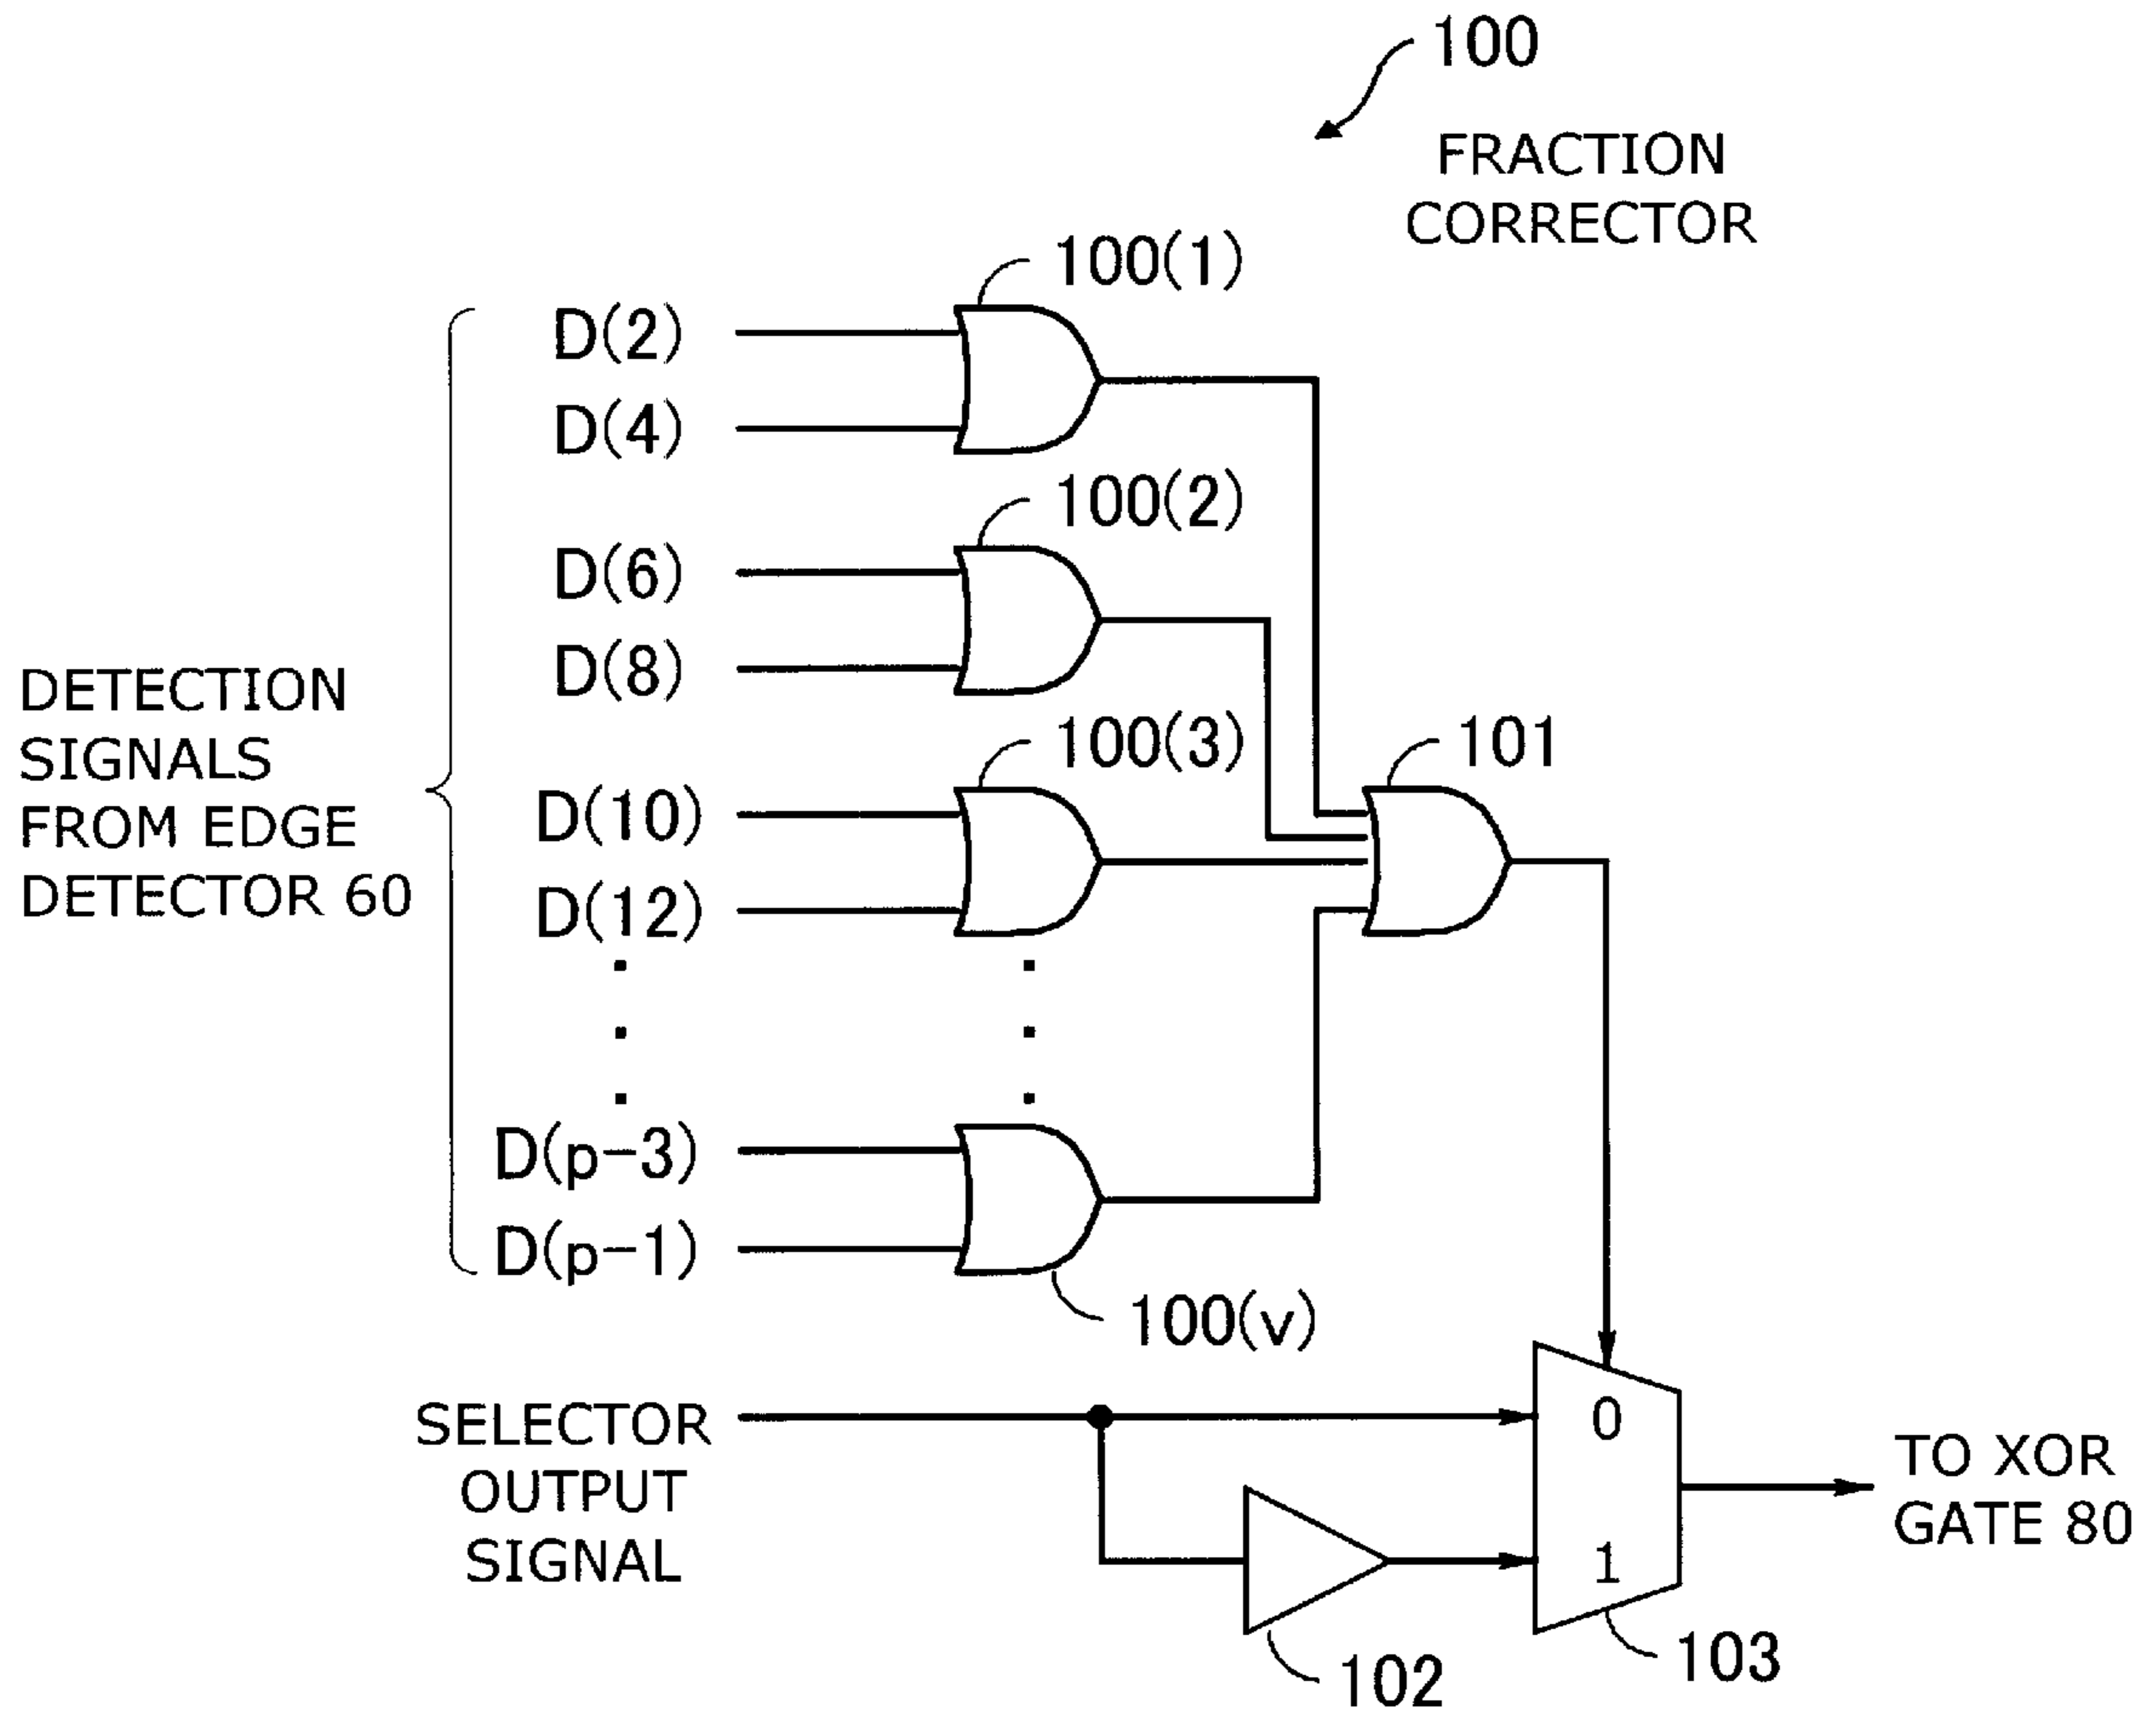 100
FRACTION
CORRECTOR
100(1)
D(2)
D(4)
100(2)
D(6)
D(8)
DETECTION
SIGNALS
FROM EDGE
DETECTOR 60
100(3)
101
D(10)
D(12)
D(p-3)
D(p-1)
100(v)
SELECTOR
OUTPUT
SIGNAL
0
1
TO XOR
GATE 80
102
103